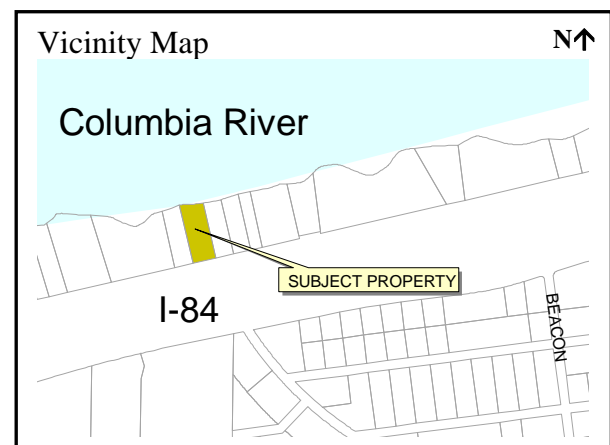 Vicinity Map N↑
Columbia River
SUBJECT PROPERTY
I-84
BEACON